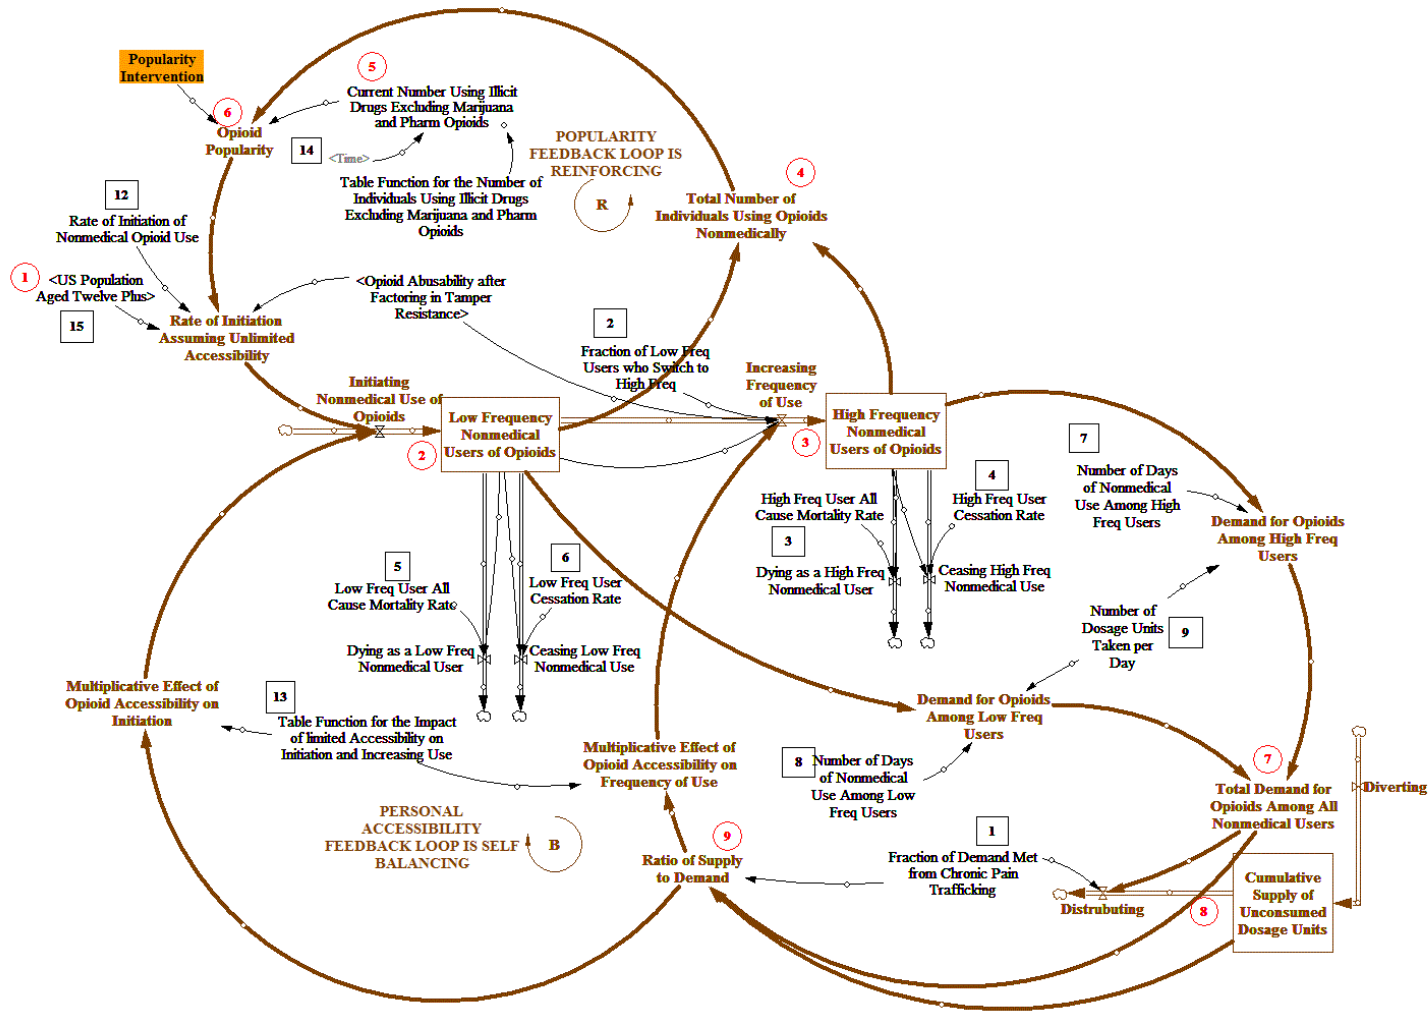 Popularity
Intervention
5
Current Number Using Illicit
Drugs Excluding Marijuana
and Pharm Opioids
6
Opioid
Popularity
14
<Time>
POPULARITY
FEEDBACK LOOP IS
REINFORCING
R
Table Function for the Number of
Individuals Using Illicit Drugs
Excluding Marijuana and Pharm
Opioids
4
Total Number of
Individuals Using Opioids
Nonmedically
12
Rate of Initiation of
Nonmedical Opioid Use
1
<US Population
Aged Twelve Plus>
15
<Opioid Abusability after
Factoring in Tamper
Resistance>
Rate of Initiation
Assuming Unlimited
Accessibility
2
Fraction of Low Freq
Users who Switch to
High Freq
Increasing
Frequency
of Use
Initiating
Nonmedical Use of
Opioids
Low Frequency
Nonmedical
Users of Opioids
2
3
High Frequency
Nonmedical
Users of Opioids
7
Number of Days
of Nonmedical
Use Among High
Freq Users
Demand for Opioids
Among High Freq
Users
High Freq User All
Cause Mortality Rate
3
Dying as a High Freq
Nonmedical User
4
High Freq User
Cessation Rate
Ceasing High Freq
Nonmedical Use
5
Low Freq User All
Cause Mortality Rate
6
Low Freq User
Cessation Rate
Dying as a Low Freq
Nonmedical User
Ceasing Low Freq
Nonmedical Use
Number of
Dosage Units
Taken per
Day
9
Multiplicative Effect of
Opioid Accessibility on
Initiation
13
Table Function for the Impact
of limited Accessibility on
Initiation and Increasing Use
Demand for Opioids
Among Low Freq
Users
Multiplicative Effect of
Opioid Accessibility on
Frequency of Use
8
Number of Days
of Nonmedical
Use Among Low
Freq Users
7
Total Demand for
Opioids Among All
Nonmedical Users
Diverting
PERSONAL
ACCESSIBILITY
FEEDBACK LOOP IS SELF
BALANCING
B
9
Ratio of Supply
to Demand
1
Fraction of Demand Met
from Chronic Pain
Trafficking
Distrubuting
8
Cumulative
Supply of
Unconsumed
Dosage Units